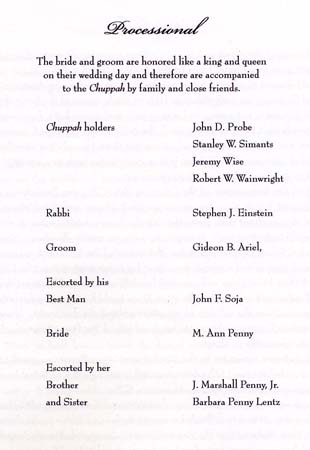 Processional
The bride and groom are honored like a king and queen
on their wedding day and therefore are accompanied
to the Chuppah by family and close friends.
Chuppah holders John D. Probe
Stanley W. Simants
Jeremy Wise
Robert W. Wainwright
Rabbi Stephen J. Einstein
Groom Gideon B. Ariel,
Escorted by his
Best Man John F. Soja
Bride M. Ann Penny
Escorted by her
Brother J. Marshall Penny, Jr.
and Sister Barbara Penny Lentz